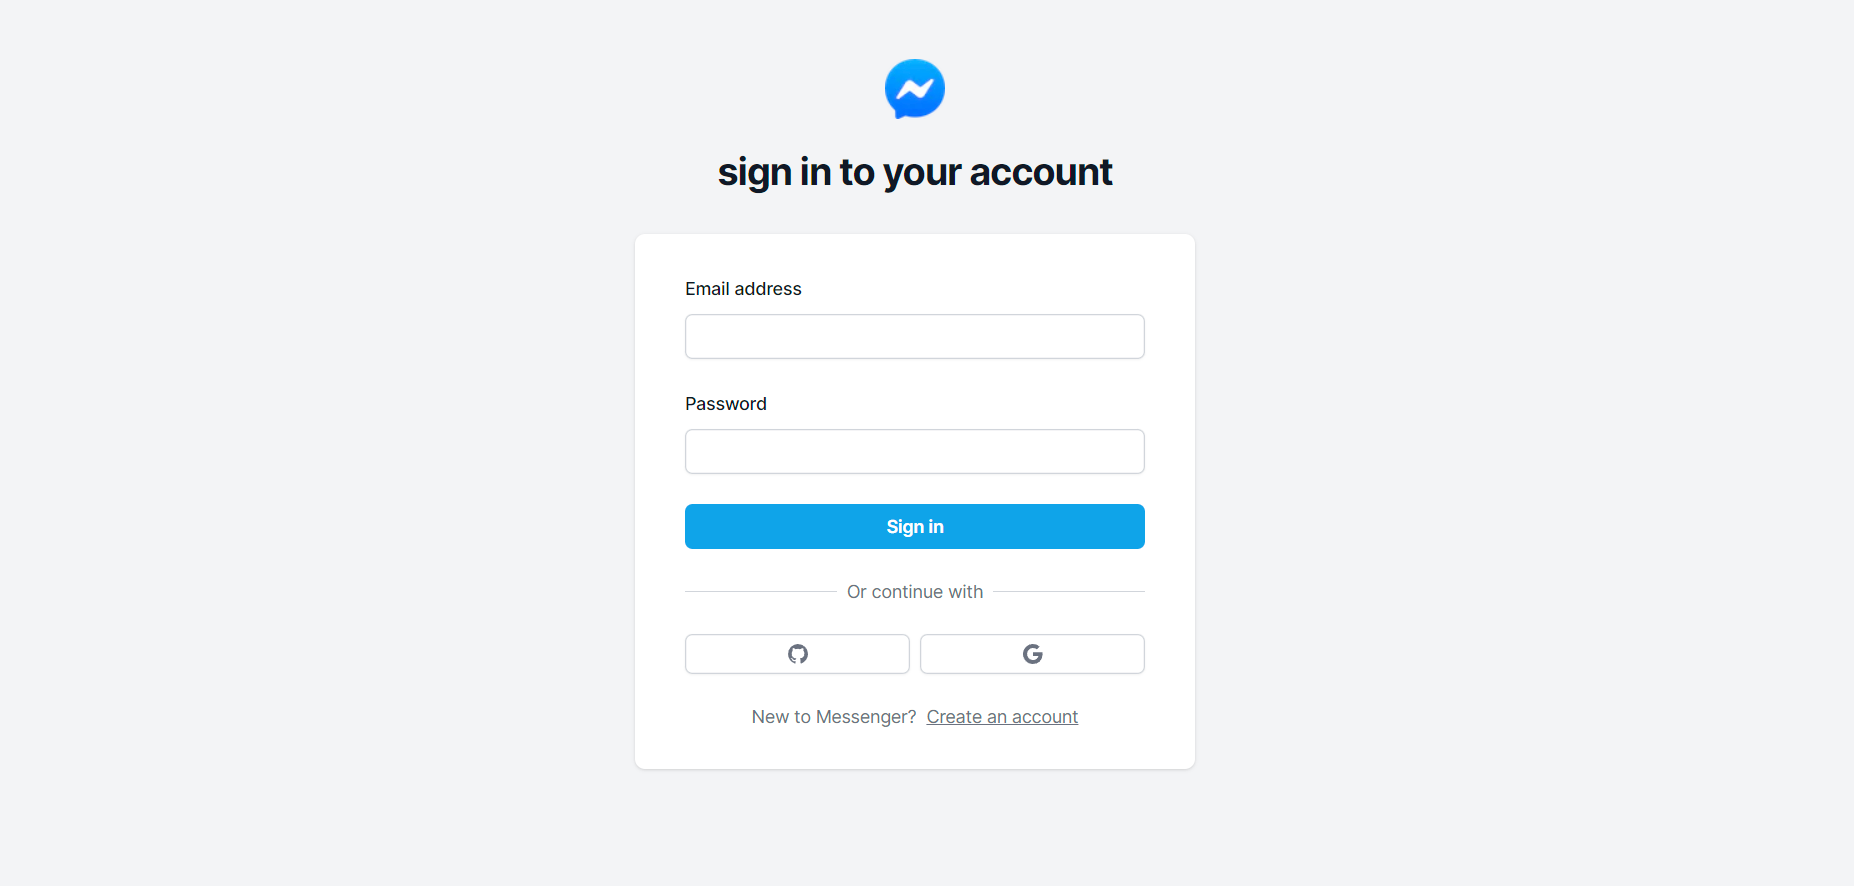 sign in to your account
Email address
Password
Sign in
Or continue with
New to Messenger? Create an account